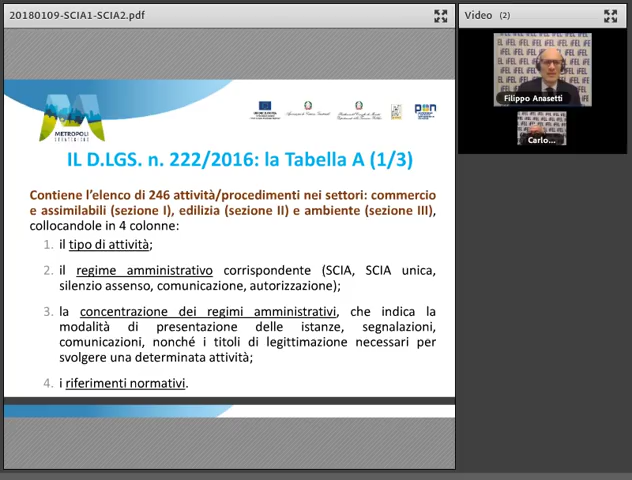 20180109-SCIA1-SCIA2.pdf
Video (2)
METROPOLI
STRATEGICHE
pon
iFEL
Filippo Anasetti
Carlo...
IL D.LGS. n. 222/2016: la Tabella A (1/3)
Contiene l'elenco di 246 attività/procedimenti nei settori: commercio
e assimilabili (sezione I), edilizia (sezione II) e ambiente (sezione III),
collocandole in 4 colonne:
1. il tipo di attività;
2. il regime amministrativo corrispondente (SCIA, SCIA unica,
silenzio assenso, comunicazione, autorizzazione);
3. la concentrazione dei regimi amministrativi, che indica la
modalità di presentazione delle istanze, segnalazioni,
comunicazioni, nonché i titoli di legittimazione necessari per
svolgere una determinata attività;
4. i riferimenti normativi.